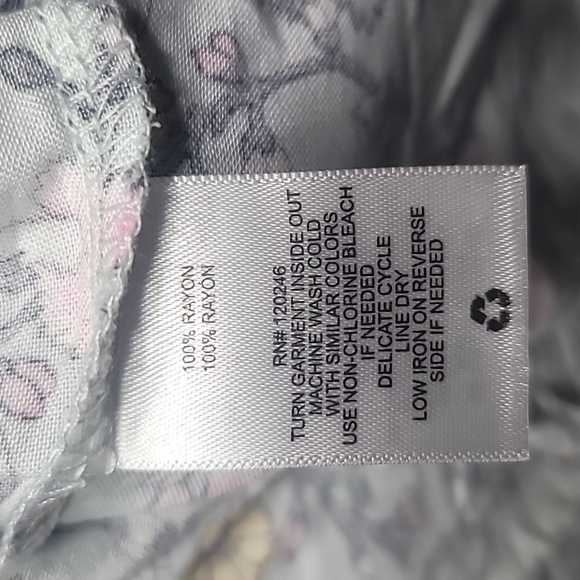 100% RAYON
100% RAYON
RN# 120246
TURN GARMENT INSIDE OUT
MACHINE WASH COLD
WITH SIMILAR COLORS
USE NON-CHLORINE BLEACH
IF NEEDED
DELICATE CYCLE
LINE DRY
LOW IRON ON REVERSE
SIDE IF NEEDED